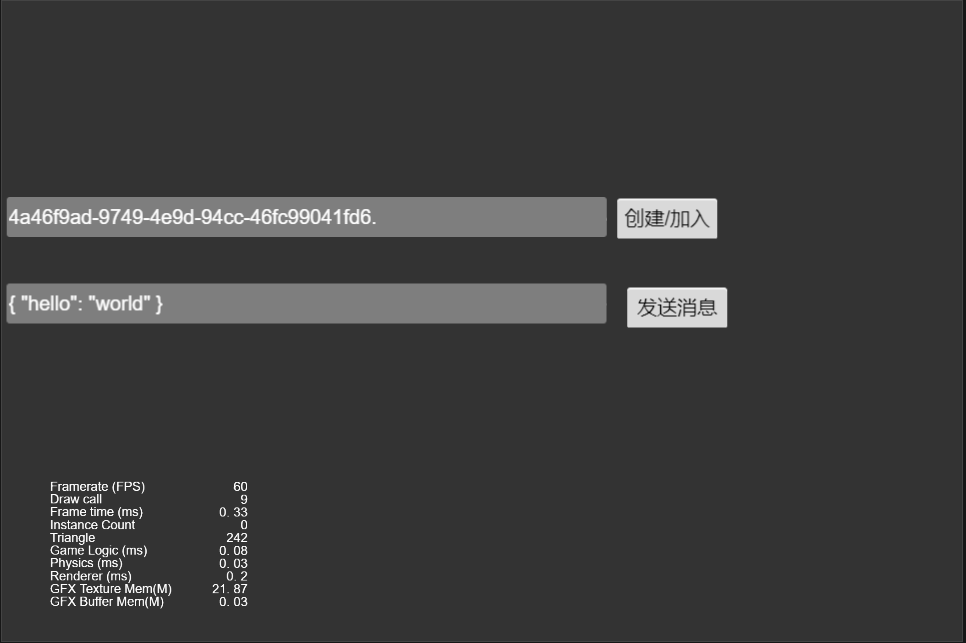 4a46f9ad-9749-4e9d-94cc-46fc99041fd6. 创建/加入
{ "hello": "world" } 发送消息
Framerate (FPS) 60
Draw call 9
Frame time (ms) 0. 33
Instance Count 0
Triangle 242
Game Logic (ms) 0. 08
Physics (ms) 0. 03
Renderer (ms) 0. 2
GFX Texture Mem(M) 21. 87
GFX Buffer Mem(M) 0. 03